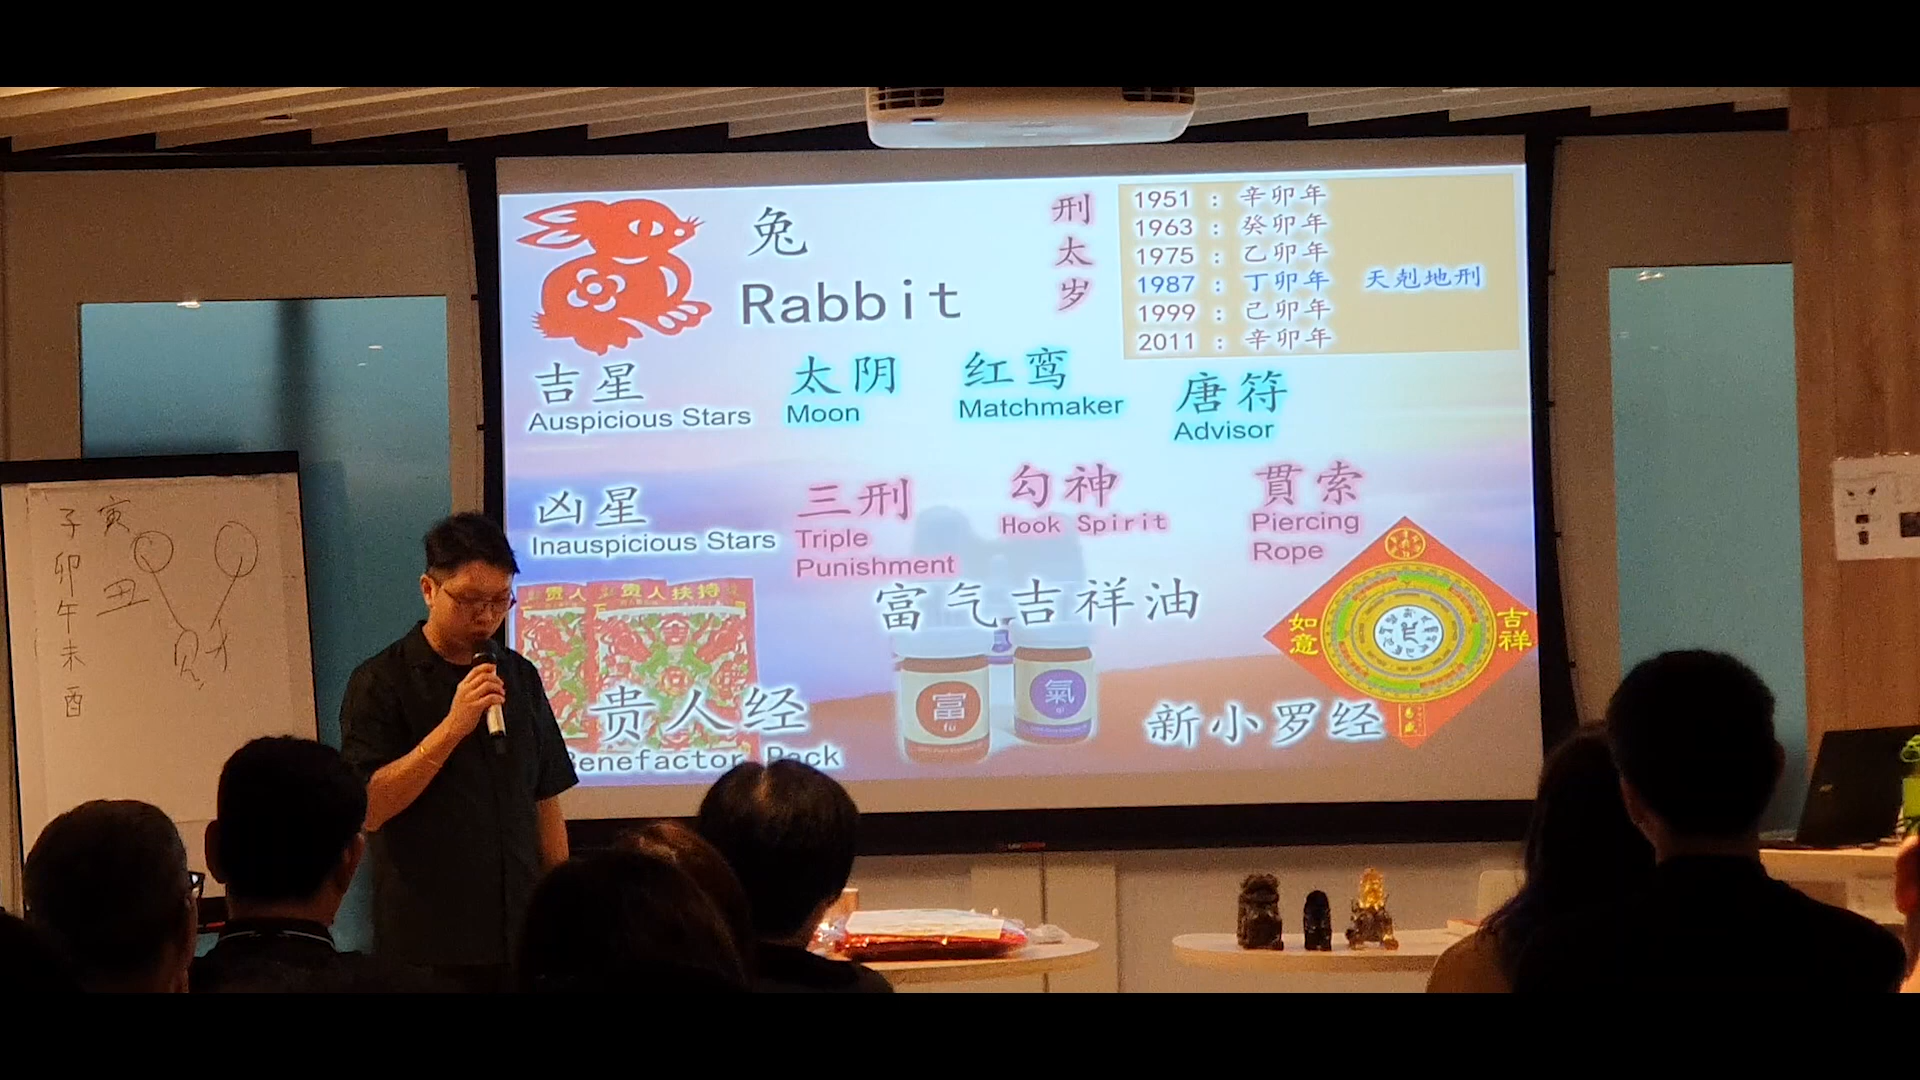 兔
Rabbit
刑太岁
1951 : 辛卯年
1963 : 癸卯年
1975 : 乙卯年
1987 : 丁卯年 天剋地刑
1999 : 己卯年
2011 : 辛卯年
吉星
Auspicious Stars
太阴
Moon
红鸾
Matchmaker
唐符
Advisor
凶星
Inauspicious Stars
三刑
Triple
Punishment
勾神
Hook Spirit
貫索
Piercing
Rope
贵人
贵人扶持
贵人经
Benefactor Pack
富气吉祥油
富
fu
氣
新小罗经
如意
吉祥
子卯午未酉
寅
丑
财